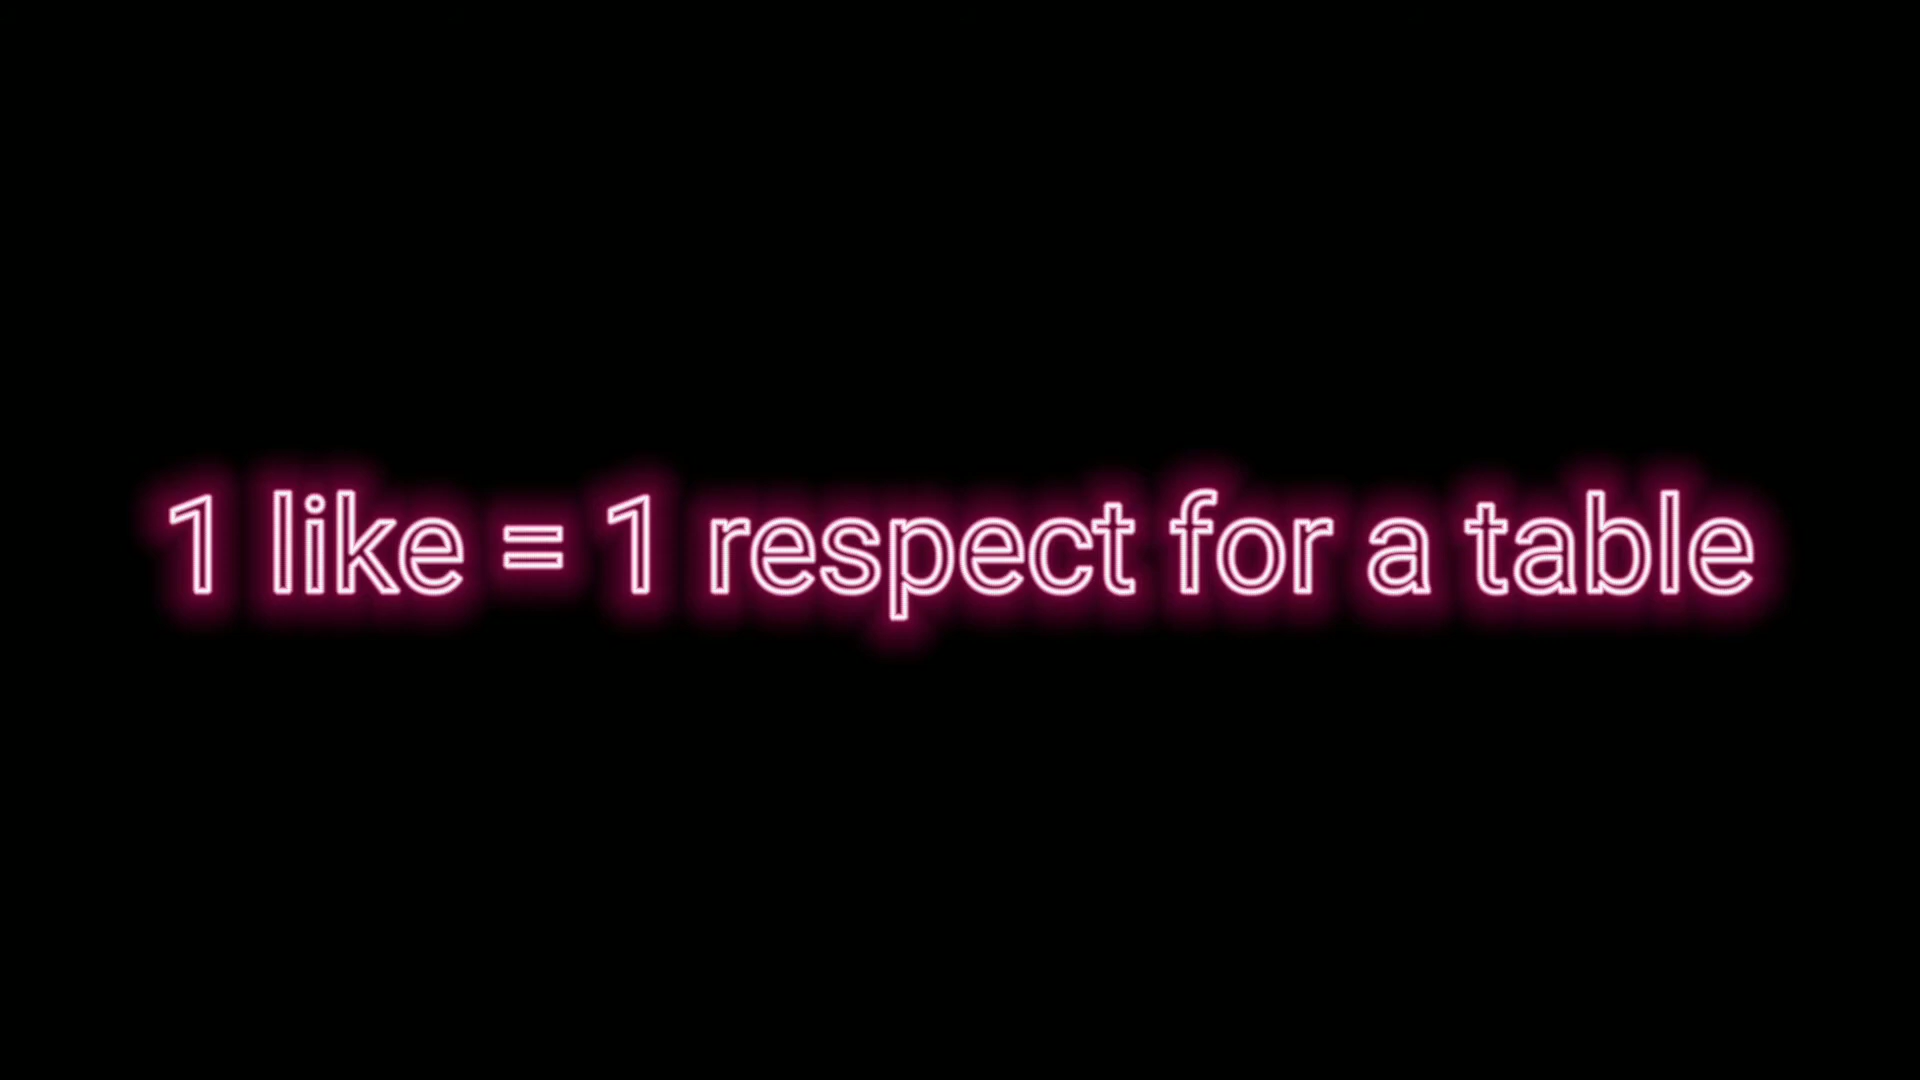 1 like = 1 respect for a table